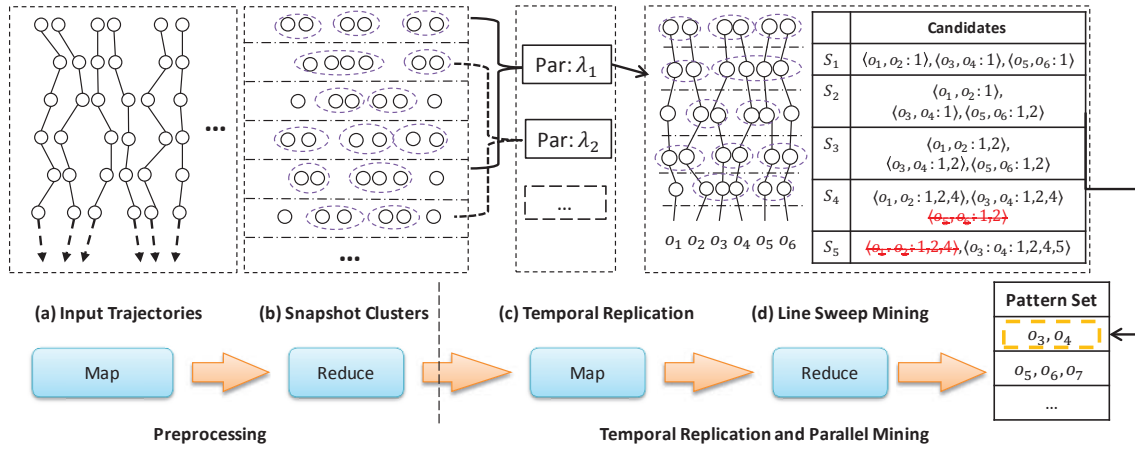 Par: λ1
Par: λ2
...
...
...
o1 o2 o3 o4 o5 o6
Candidates
S1 ⟨o1, o2: 1⟩,⟨o3, o4: 1⟩,⟨o5, o6: 1⟩
S2 ⟨o1, o2: 1⟩,
⟨o3, o4: 1⟩,⟨o5, o6: 1,2⟩
S3 ⟨o1, o2: 1,2⟩,
⟨o3, o4: 1,2⟩,⟨o5, o6: 1,2⟩
S4 ⟨o1, o2: 1,2,4⟩,⟨o3, o4: 1,2,4⟩
⟨o5, o6: 1,2⟩
S5 ⟨o1, o2: 1,2,4⟩,⟨o3: o4: 1,2,4,5⟩
(a) Input Trajectories
(b) Snapshot Clusters
(c) Temporal Replication
(d) Line Sweep Mining
Map
Reduce
Map
Reduce
Pattern Set
o3, o4
o5, o6, o7
...
Preprocessing
Temporal Replication and Parallel Mining